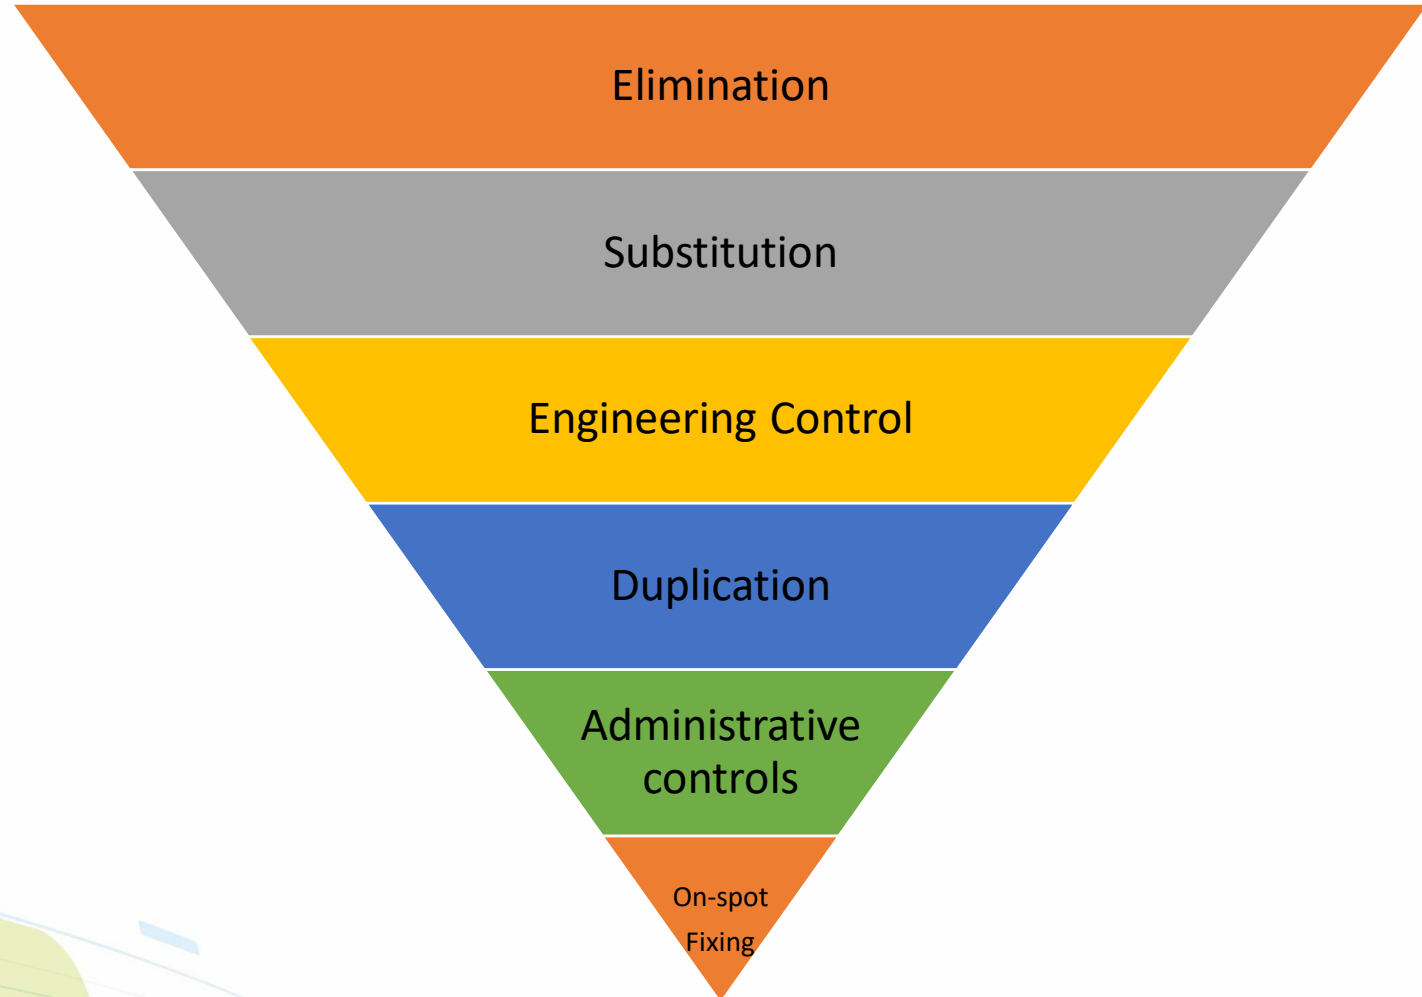 Elimination
Substitution
Engineering Control
Duplication
Administrative
controls
On-spot
Fixing